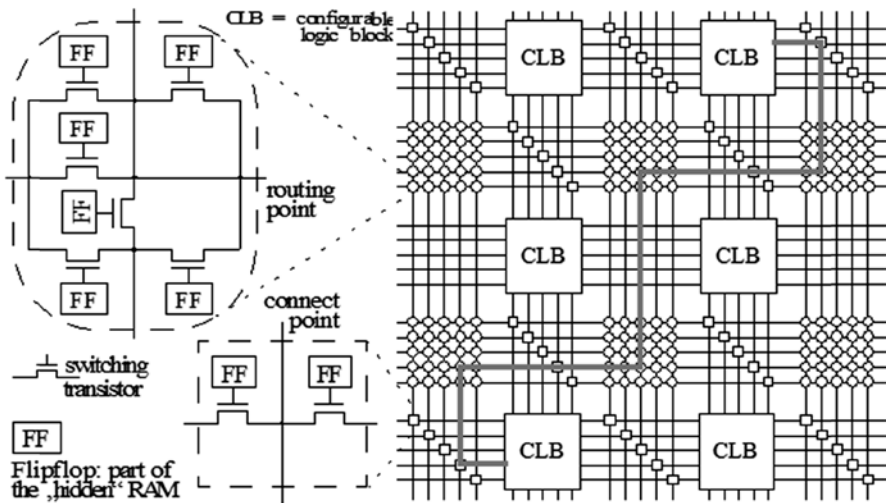 CLB = configurable
logic block
FF
FF
FF
FF
FF
FF
routing
point
connect
point
FF
FF
switching
transistor
FF
Flipflop: part of
the „hidden“ RAM
CLB
CLB
CLB
CLB
CLB
CLB